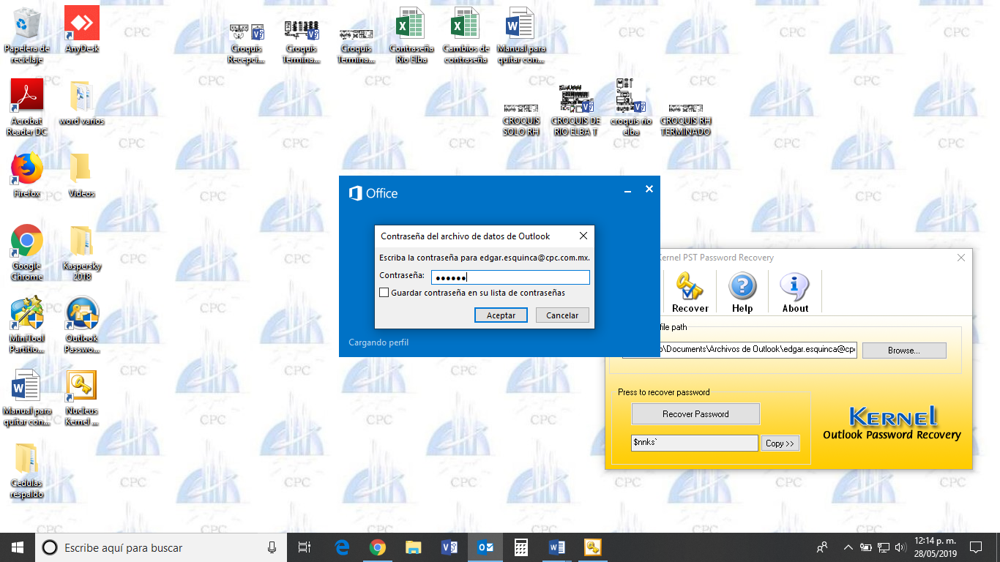 Papelera de
reciclaje
AnyDesk
Croquis
Recepci...
Croquis
Termina...
Croquis
Termina...
Contraseña
Rio Elba
Cambios de
contraseña
Manual para
quitar con...
Acrobat
Reader DC
word varios
CROQUIS
SOLO RH
CROQUIS DE
RIO ELBA T
croquis rio
elba
CROQUIS RH
TERMINADO
CPC
Firefox
Videos
Google
Chrome
Kaspersky
2018
MiniTool
Partitio...
Outlook
Passwo...
Manual para
quitar con...
Nucleus
Kernel ...
Cedulas
respaldo
Office
Contraseña del archivo de datos de Outlook
Escriba la contraseña para edgar.esquinca@cpc.com.mx.
Contraseña: ●●●●●●
Guardar contraseña en su lista de contraseñas
Aceptar
Cancelar
Cargando perfil
Kernel PST Password Recovery
Recover
Help
About
file path
o\Documents\Archivos de Outlook\edgar.esquinca@cpc
Browse...
Press to recover password
Recover Password
$nnks`
Copy >>
KERNEL
Outlook Password Recovery
Escribe aquí para buscar
12:14 p. m.
28/05/2019